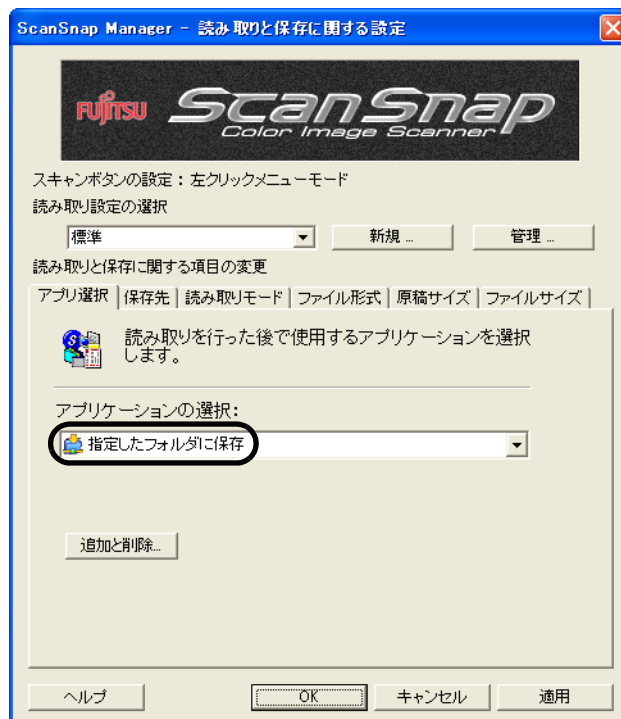 ScanSnap Manager - 読み取りと保存に関する設定
FUJITSU ScanSnap
Color Image Scanner
スキャンボタンの設定：左クリックメニューモード
読み取り設定の選択
標準 新規 ... 管理 ...
読み取りと保存に関する項目の変更
アプリ選択 保存先 読み取りモード ファイル形式 原稿サイズ ファイルサイズ
読み取りを行った後で使用するアプリケーションを選択
します。
アプリケーションの選択：
指定したフォルダに保存
追加と削除...
ヘルプ OK キャンセル 適用